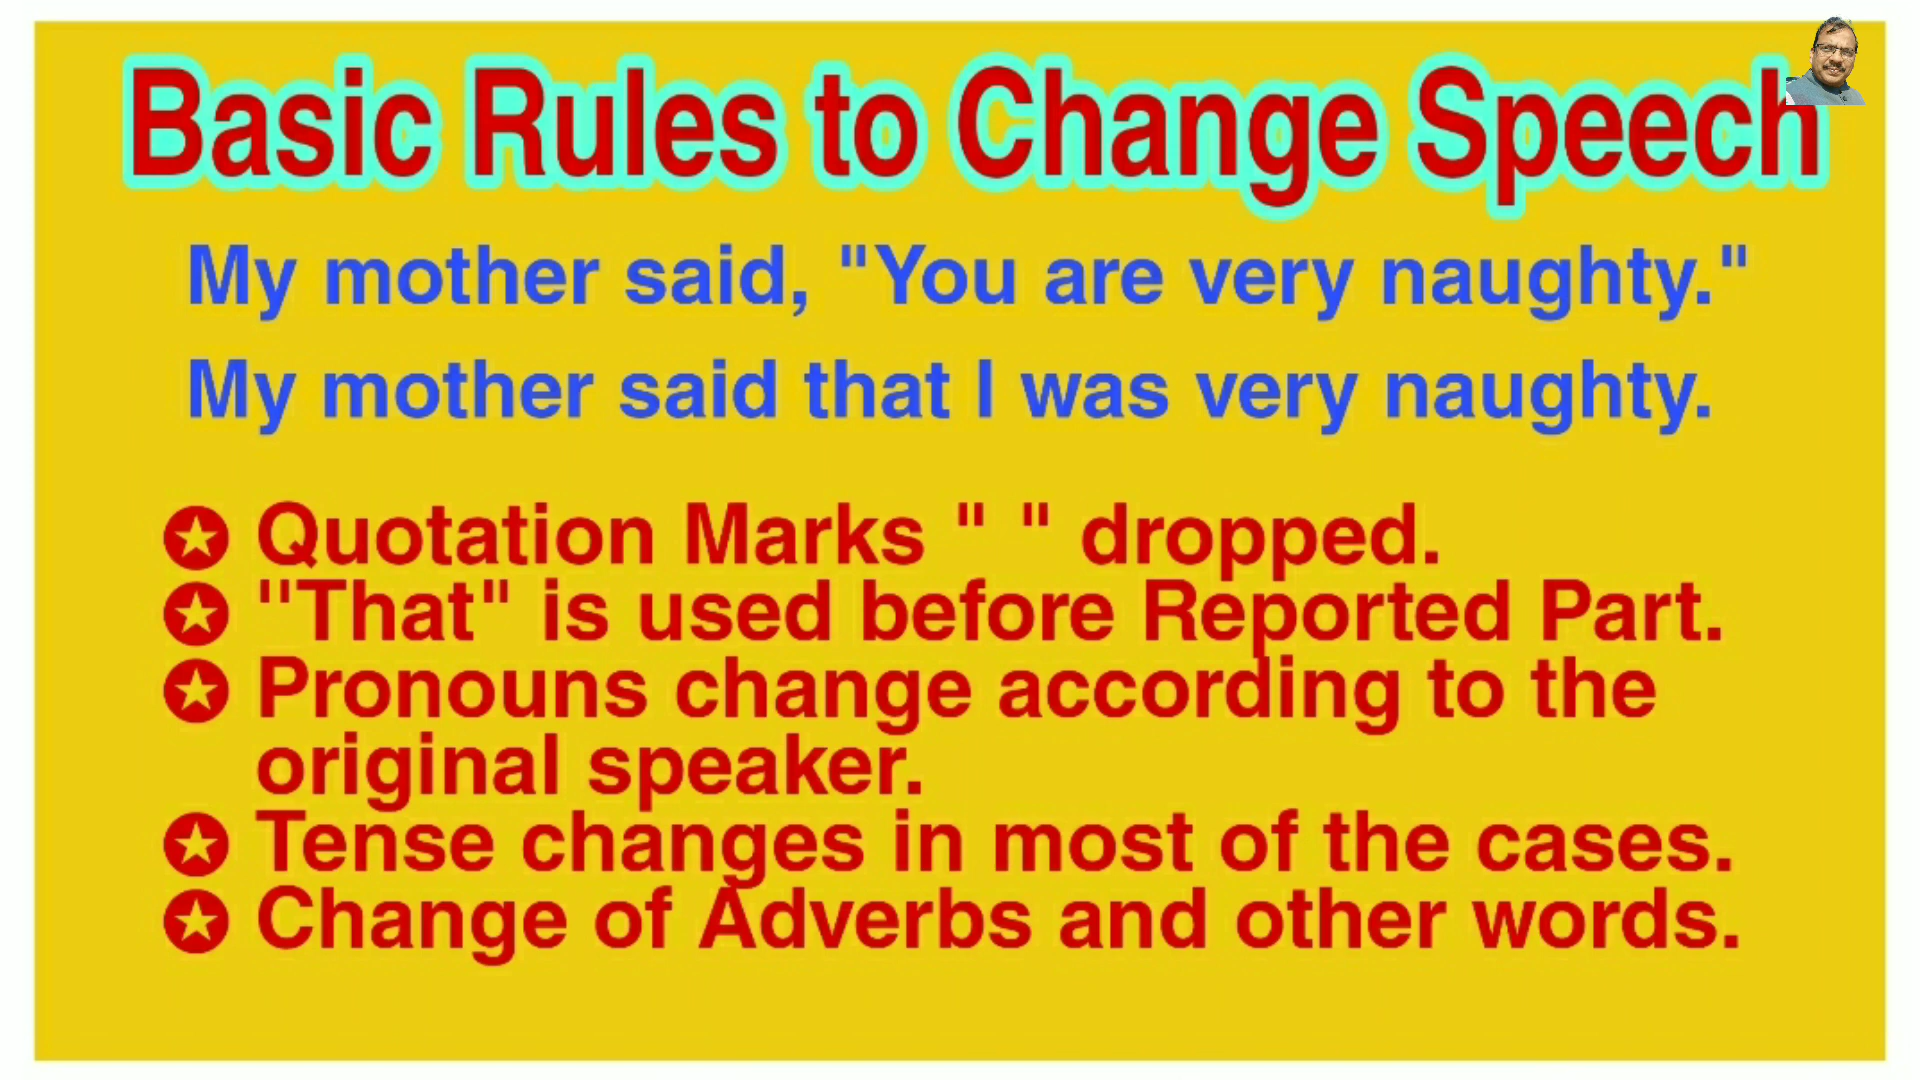 Basic Rules to Change Speech
My mother said, "You are very naughty."
My mother said that I was very naughty.
✪ Quotation Marks " " dropped.
✪ "That" is used before Reported Part.
✪ Pronouns change according to the
original speaker.
✪ Tense changes in most of the cases.
✪ Change of Adverbs and other words.